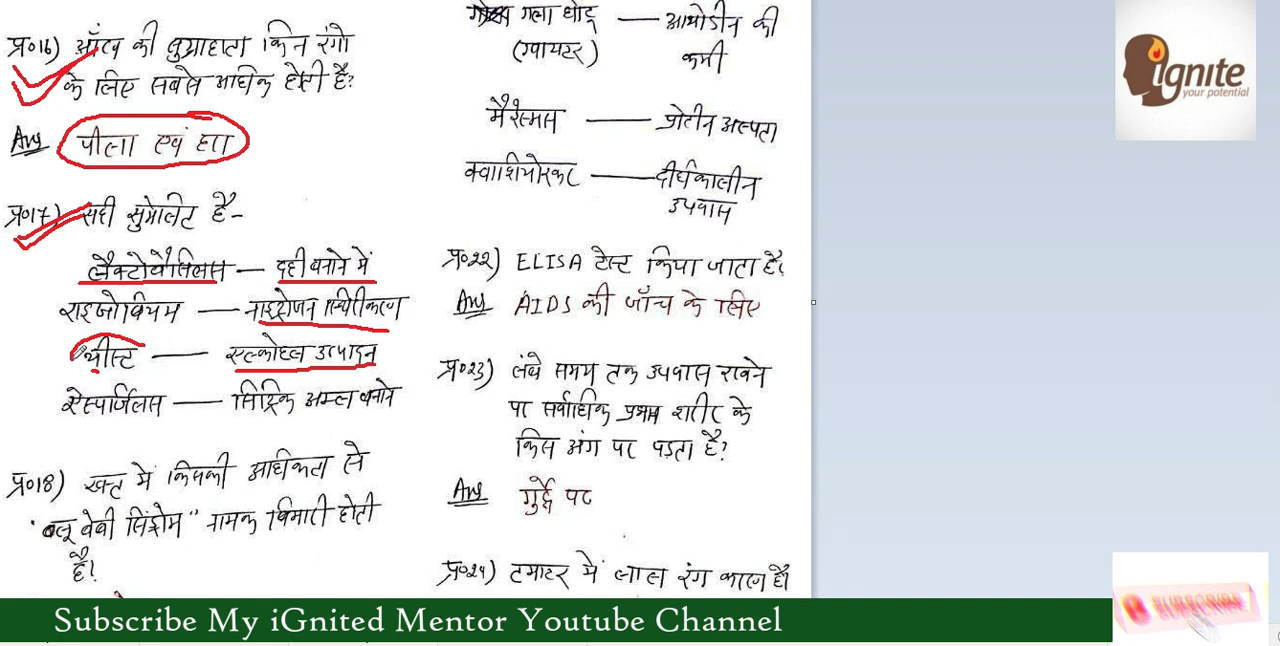 प्र०16) आँख की सुग्राह्यता किन रंगो
के लिए सबसे अधिक होती है?
Ans पीला एवं हरा
प्र०17) सही सुमेलित है-
लैक्टोबैसिलस — दही बनाने में
राइजोबियम — नाइट्रोजन स्थिरीकरण
यीस्ट — एल्कोहल उत्पादन
ऐस्पर्जिलस — सिट्रिक अम्ल बनाने
प्र०18) रक्त में किसकी अधिकता से
"ब्लू बेबी सिंड्रोम" नामक बिमारी होती
है?
गला घोंटू — आयोडीन की
(ग्वायटर) कमी
मैरेस्मस — प्रोटीन अल्पता
क्वाशियोरकर — दीर्घकालीन
उपवास
प्र०22) ELISA टेस्ट किया जाता है?
Ans AIDS की जाँच के लिए
प्र०23) लंबे समय तक उपवास रखने
पर सर्वाधिक प्रभाव शरीर के
किस अंग पर पड़ता है?
Ans गुर्दे पर
प्र०24) टमाटर में लाल रंग कारण है।
ignite
your potential
Subscribe My iGnited Mentor Youtube Channel
SUBSCRIBE